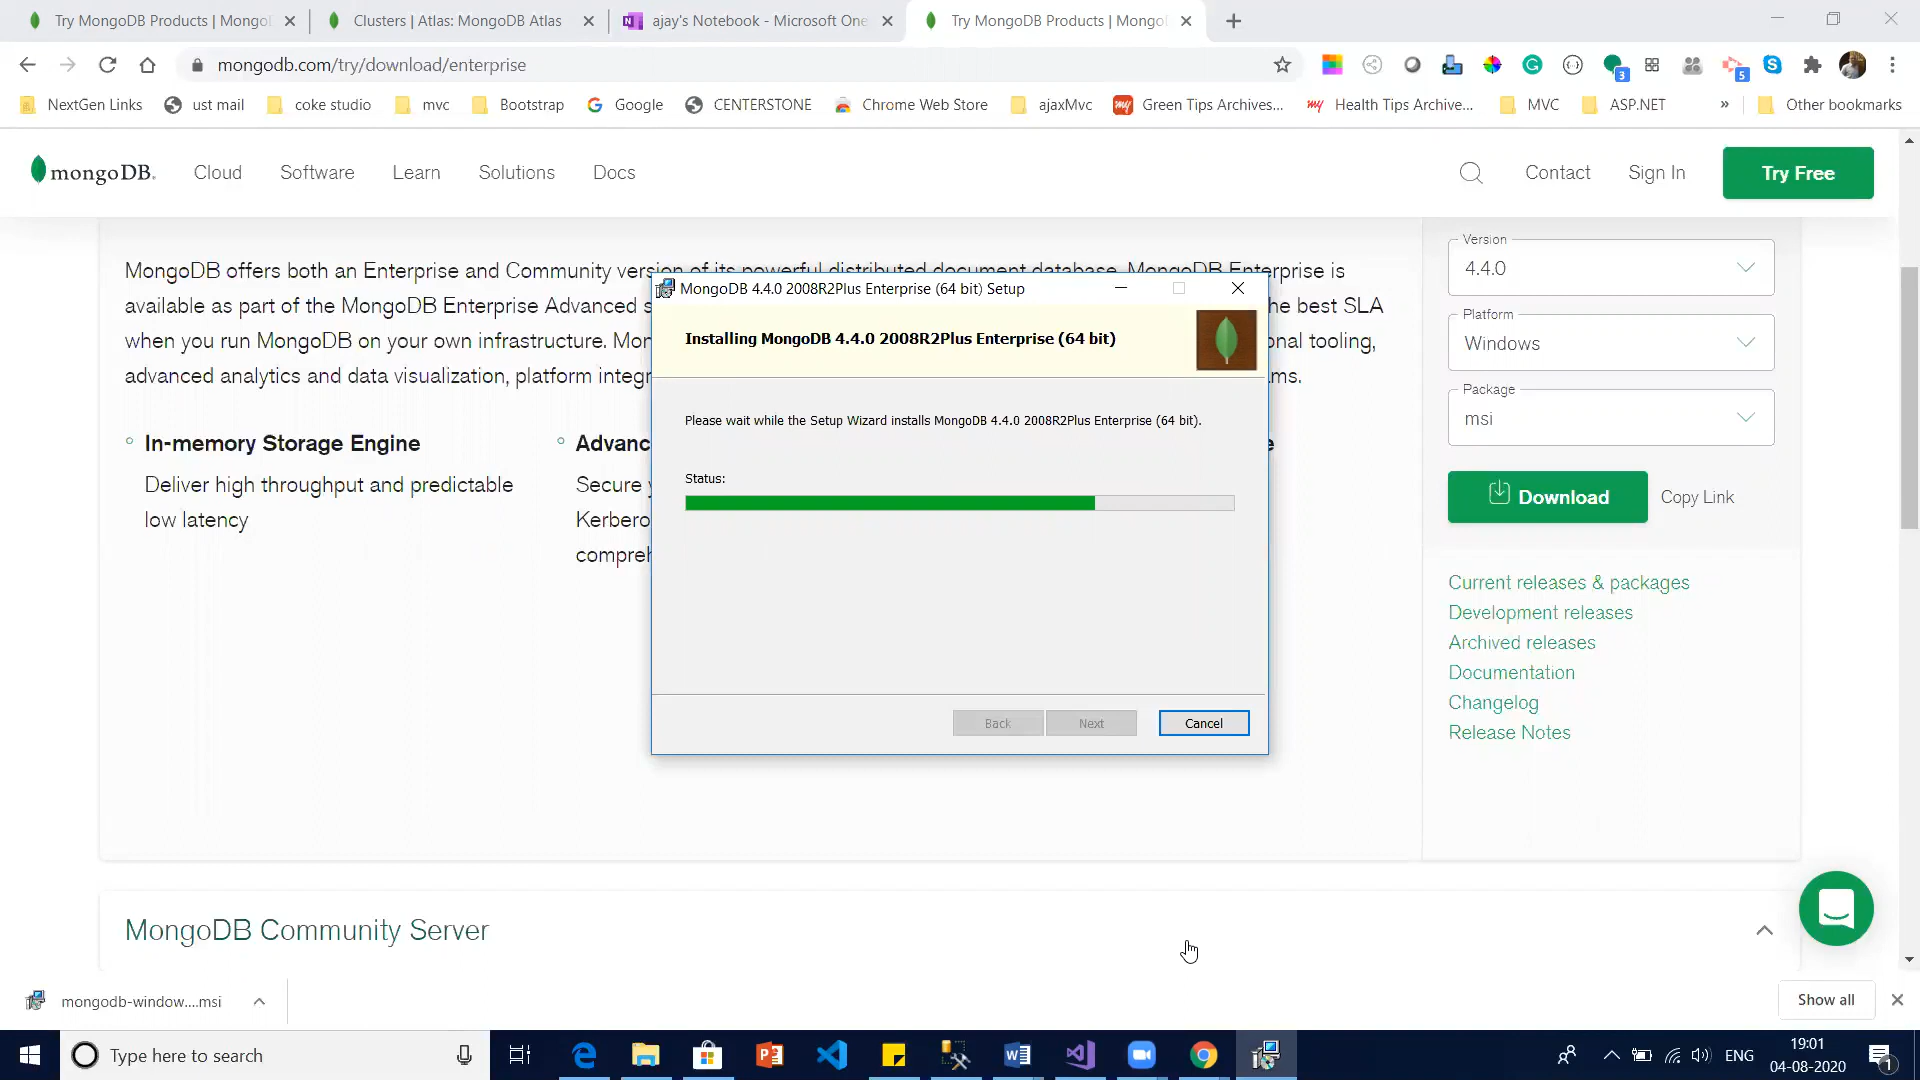 Try MongoDB Products | Mongo
Clusters | Atlas: MongoDB Atlas
ajay's Notebook - Microsoft One
Try MongoDB Products | Mongo
mongodb.com/try/download/enterprise
3
5
NextGen Links
ust mail
coke studio
mvc
Bootstrap
Google
CENTERSTONE
Chrome Web Store
ajaxMvc
Green Tips Archives...
Health Tips Archive...
MVC
ASP.NET
»
Other bookmarks
mongoDB.
Cloud
Software
Learn
Solutions
Docs
Contact
Sign In
Try Free
MongoDB offers both an Enterprise and Community version of its powerful distributed document database. MongoDB Enterprise is
available as part of the MongoDB Enterprise Advanced s
he best SLA
when you run MongoDB on your own infrastructure. Mon
onal tooling,
advanced analytics and data visualization, platform integr
ms.
In-memory Storage Engine
Deliver high throughput and predictable
low latency
Advanc
Secure y
Kerbero
compreh
e
MongoDB 4.4.0 2008R2Plus Enterprise (64 bit) Setup
Installing MongoDB 4.4.0 2008R2Plus Enterprise (64 bit)
Please wait while the Setup Wizard installs MongoDB 4.4.0 2008R2Plus Enterprise (64 bit).
Status:
Back
Next
Cancel
Version
4.4.0
Platform
Windows
Package
msi
Download
Copy Link
Current releases & packages
Development releases
Archived releases
Documentation
Changelog
Release Notes
MongoDB Community Server
mongodb-window....msi
Show all
Type here to search
ENG
19:01
04-08-2020
1